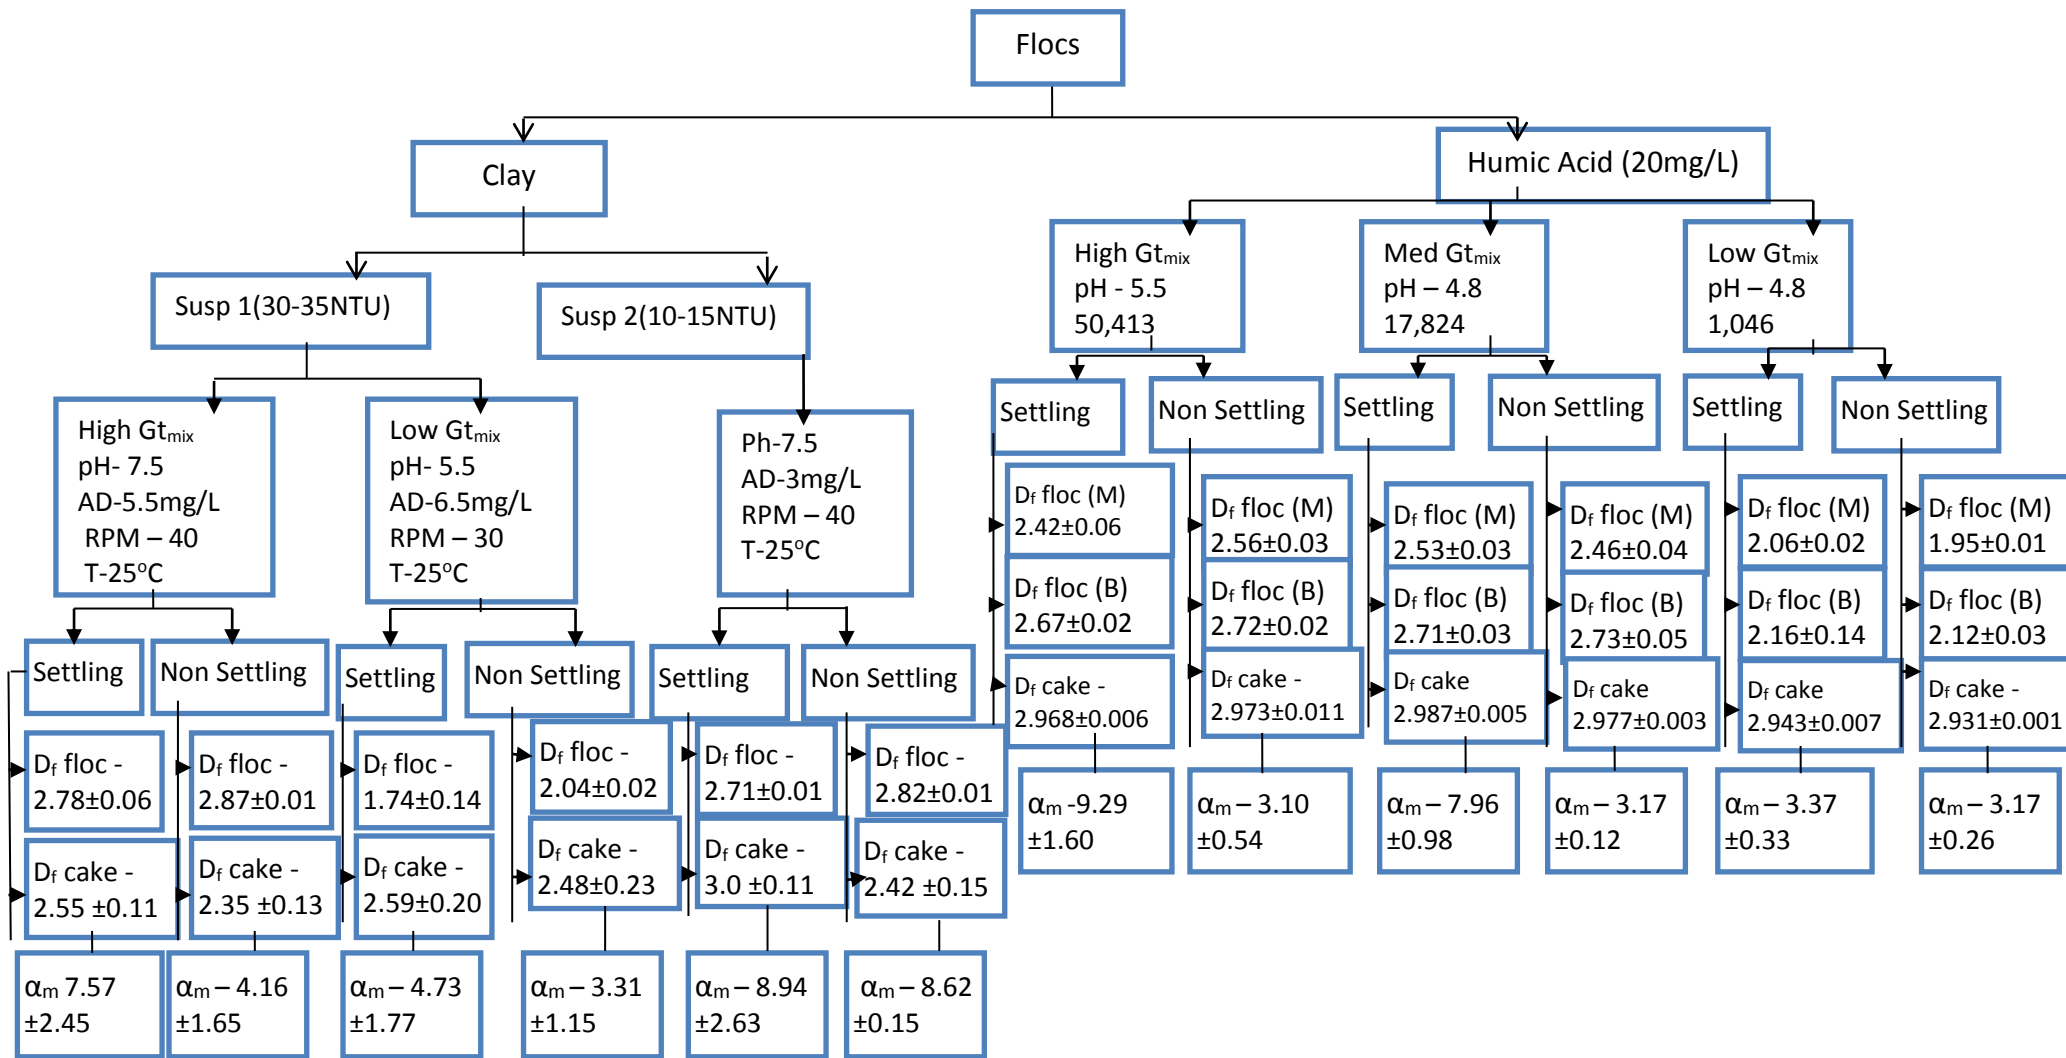 Flocs
Clay
Humic Acid (20mg/L)
Susp 1(30-35NTU)
Susp 2(10-15NTU)
High Gtmix
pH- 7.5
AD-5.5mg/L
RPM – 40
T-25oC
Low Gtmix
pH- 5.5
AD-6.5mg/L
RPM – 30
T-25oC
Ph-7.5
AD-3mg/L
RPM – 40
T-25oC
Settling
Non Settling
Settling
Non Settling
Settling
Non Settling
Df floc -
2.78±0.06
Df floc -
2.87±0.01
Df floc -
1.74±0.14
Df floc -
2.04±0.02
Df floc -
2.71±0.01
Df floc -
2.82±0.01
Df cake -
2.55 ±0.11
Df cake -
2.35 ±0.13
Df cake -
2.59±0.20
Df cake -
2.48±0.23
Df cake -
3.0 ±0.11
Df cake -
2.42 ±0.15
αm 7.57
±2.45
αm – 4.16
±1.65
αm – 4.73
±1.77
αm – 3.31
±1.15
αm – 8.94
±2.63
αm – 8.62
±0.15
High Gtmix
pH - 5.5
50,413
Med Gtmix
pH – 4.8
17,824
Low Gtmix
pH – 4.8
1,046
Settling
Non Settling
Settling
Non Settling
Settling
Non Settling
Df floc (M)
2.42±0.06
Df floc (M)
2.56±0.03
Df floc (M)
2.53±0.03
Df floc (M)
2.46±0.04
Df floc (M)
2.06±0.02
Df floc (M)
1.95±0.01
Df floc (B)
2.67±0.02
Df floc (B)
2.72±0.02
Df floc (B)
2.71±0.03
Df floc (B)
2.73±0.05
Df floc (B)
2.16±0.14
Df floc (B)
2.12±0.03
Df cake -
2.968±0.006
Df cake -
2.973±0.011
Df cake
2.987±0.005
Df cake
2.977±0.003
Df cake
2.943±0.007
Df cake -
2.931±0.001
αm -9.29
±1.60
αm – 3.10
±0.54
αm – 7.96
±0.98
αm – 3.17
±0.12
αm – 3.37
±0.33
αm – 3.17
±0.26